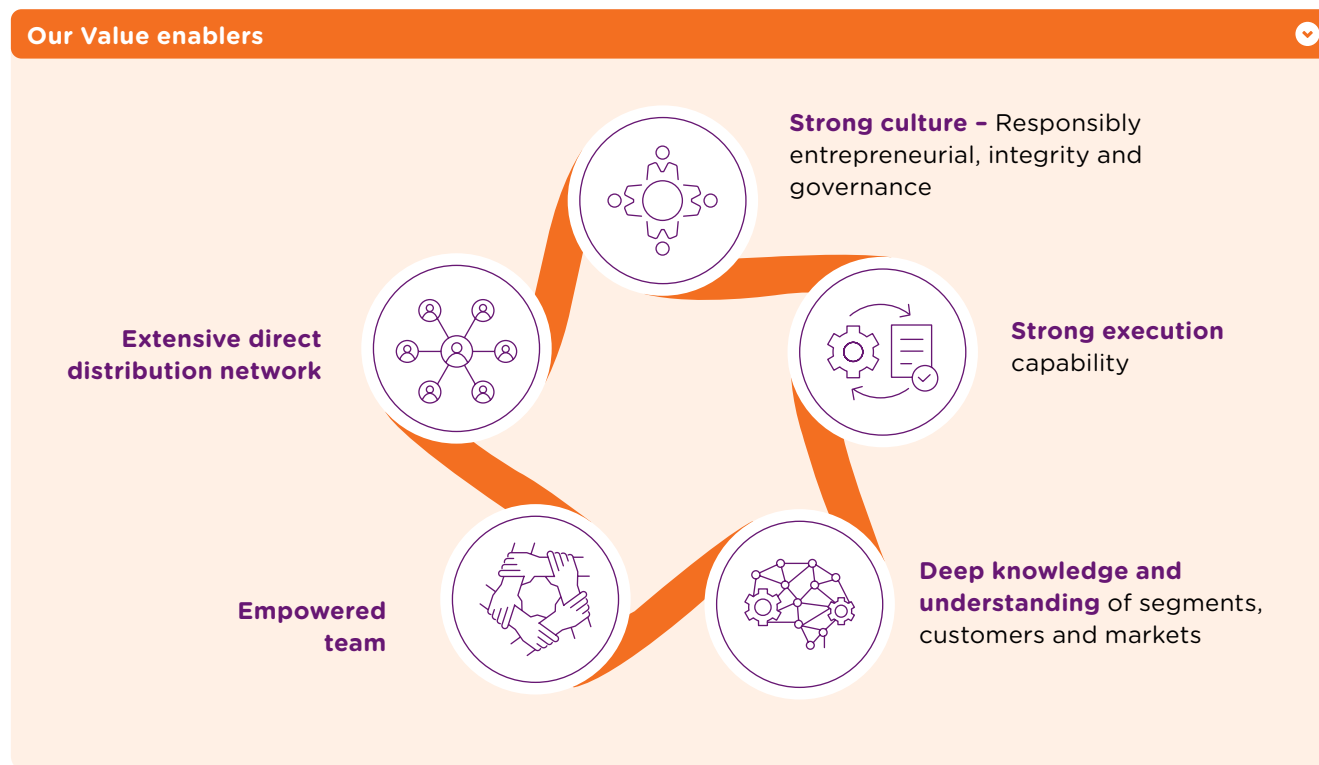 Our Value enablers
Strong culture – Responsibly
entrepreneurial, integrity and
governance
Strong execution
capability
Deep knowledge and
understanding of segments,
customers and markets
Empowered
team
Extensive direct
distribution network